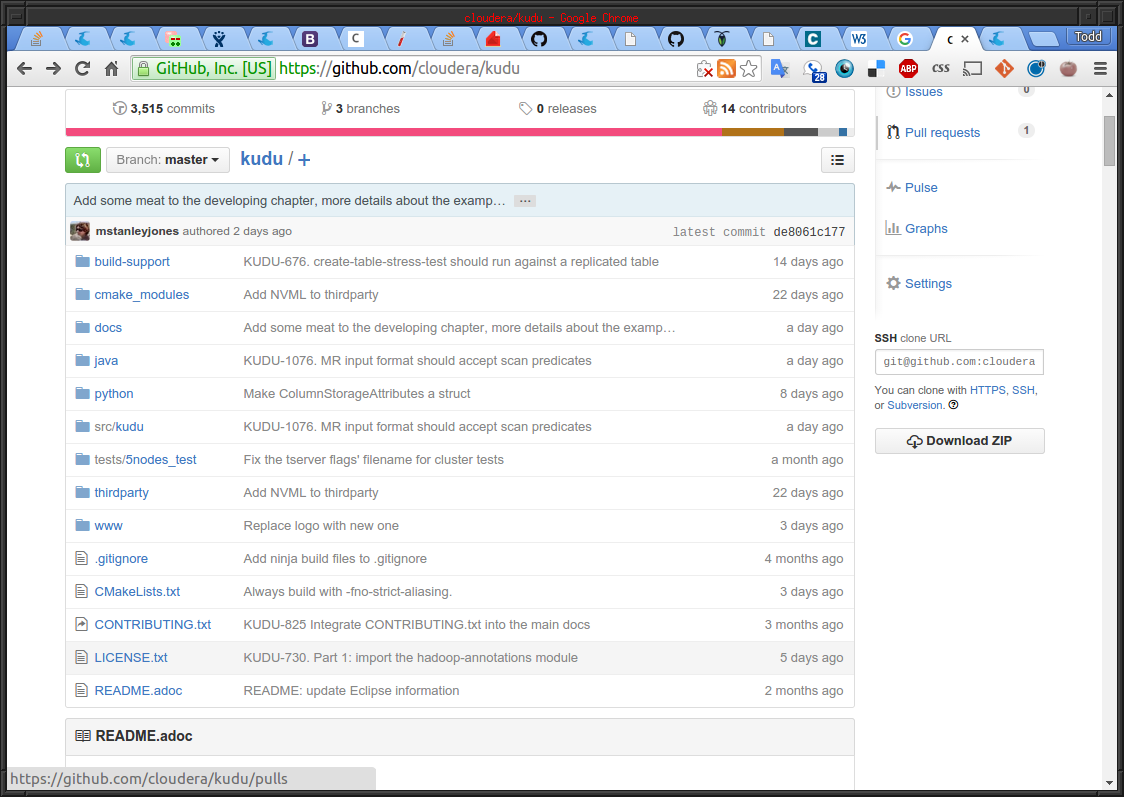 cloudera/kudu - Google Chrome
B C C W3 G C × Todd
GitHub, Inc. [US] https://github.com/cloudera/kudu 28 ABP CSS
3,515 commits 3 branches 0 releases 14 contributors
Issues 0
Pull requests 1
Branch: master kudu / +
Pulse
Add some meat to the developing chapter, more details about the examp… …
mstanleyjones authored 2 days ago latest commit de8061c177
Graphs
build-support KUDU-676. create-table-stress-test should run against a replicated table 14 days ago
Settings
cmake_modules Add NVML to thirdparty 22 days ago
docs Add some meat to the developing chapter, more details about the examp… a day ago
SSH clone URL
java KUDU-1076. MR input format should accept scan predicates a day ago
git@github.com:cloudera
python Make ColumnStorageAttributes a struct 8 days ago
You can clone with HTTPS, SSH,
or Subversion. ?
src/kudu KUDU-1076. MR input format should accept scan predicates a day ago
Download ZIP
tests/5nodes_test Fix the tserver flags' filename for cluster tests a month ago
thirdparty Add NVML to thirdparty 22 days ago
www Replace logo with new one 3 days ago
.gitignore Add ninja build files to .gitignore 4 months ago
CMakeLists.txt Always build with -fno-strict-aliasing. 3 days ago
CONTRIBUTING.txt KUDU-825 Integrate CONTRIBUTING.txt into the main docs 3 months ago
LICENSE.txt KUDU-730. Part 1: import the hadoop-annotations module 5 days ago
README.adoc README: update Eclipse information 2 months ago
README.adoc
https://github.com/cloudera/kudu/pulls